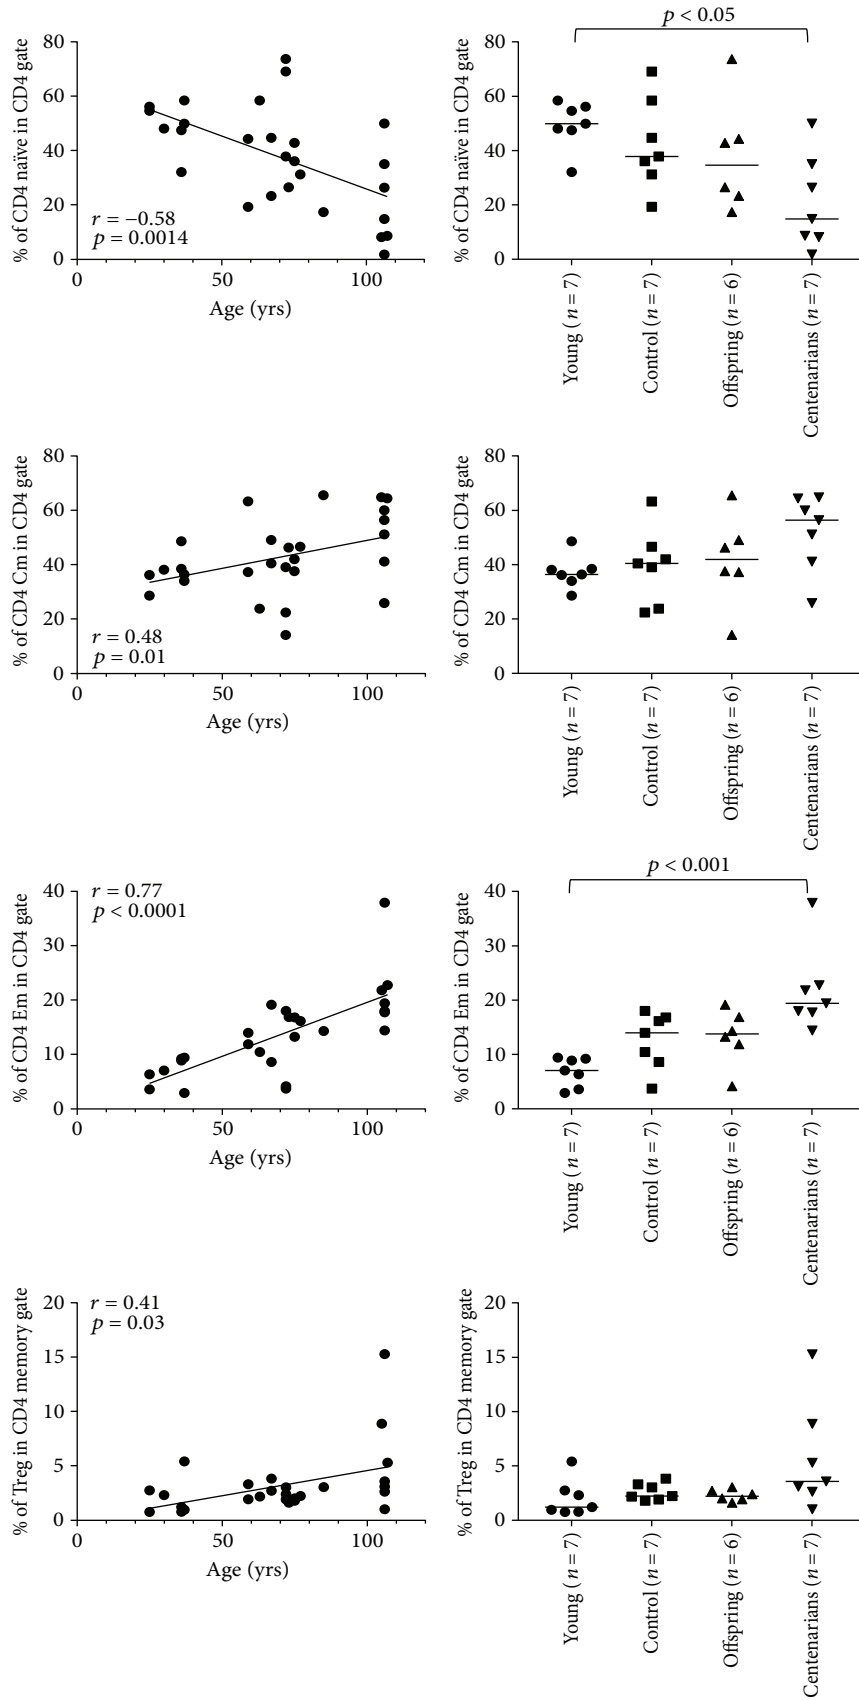 % of CD4 naïve in CD4 gate
80
60
40
20
0
r = −0.58
p = 0.0014
0
50
100
Age (yrs)
p < 0.05
% of CD4 naïve in CD4 gate
80
60
40
20
0
Young (n = 7)
Control (n = 7)
Offspring (n = 6)
Centenarians (n = 7)
% of CD4 Cm in CD4 gate
80
60
40
20
0
r = 0.48
p = 0.01
0
50
100
Age (yrs)
% of CD4 Cm in CD4 gate
80
60
40
20
0
Young (n = 7)
Control (n = 7)
Offspring (n = 6)
Centenarians (n = 7)
% of CD4 Em in CD4 gate
40
30
20
10
0
r = 0.77
p < 0.0001
0
50
100
Age (yrs)
p < 0.001
% of CD4 Em in CD4 gate
40
30
20
10
0
Young (n = 7)
Control (n = 7)
Offspring (n = 6)
Centenarians (n = 7)
% of Treg in CD4 memory gate
20
15
10
5
0
r = 0.41
p = 0.03
0
50
100
Age (yrs)
% of Treg in CD4 memory gate
20
15
10
5
0
Young (n = 7)
Control (n = 7)
Offspring (n = 6)
Centenarians (n = 7)